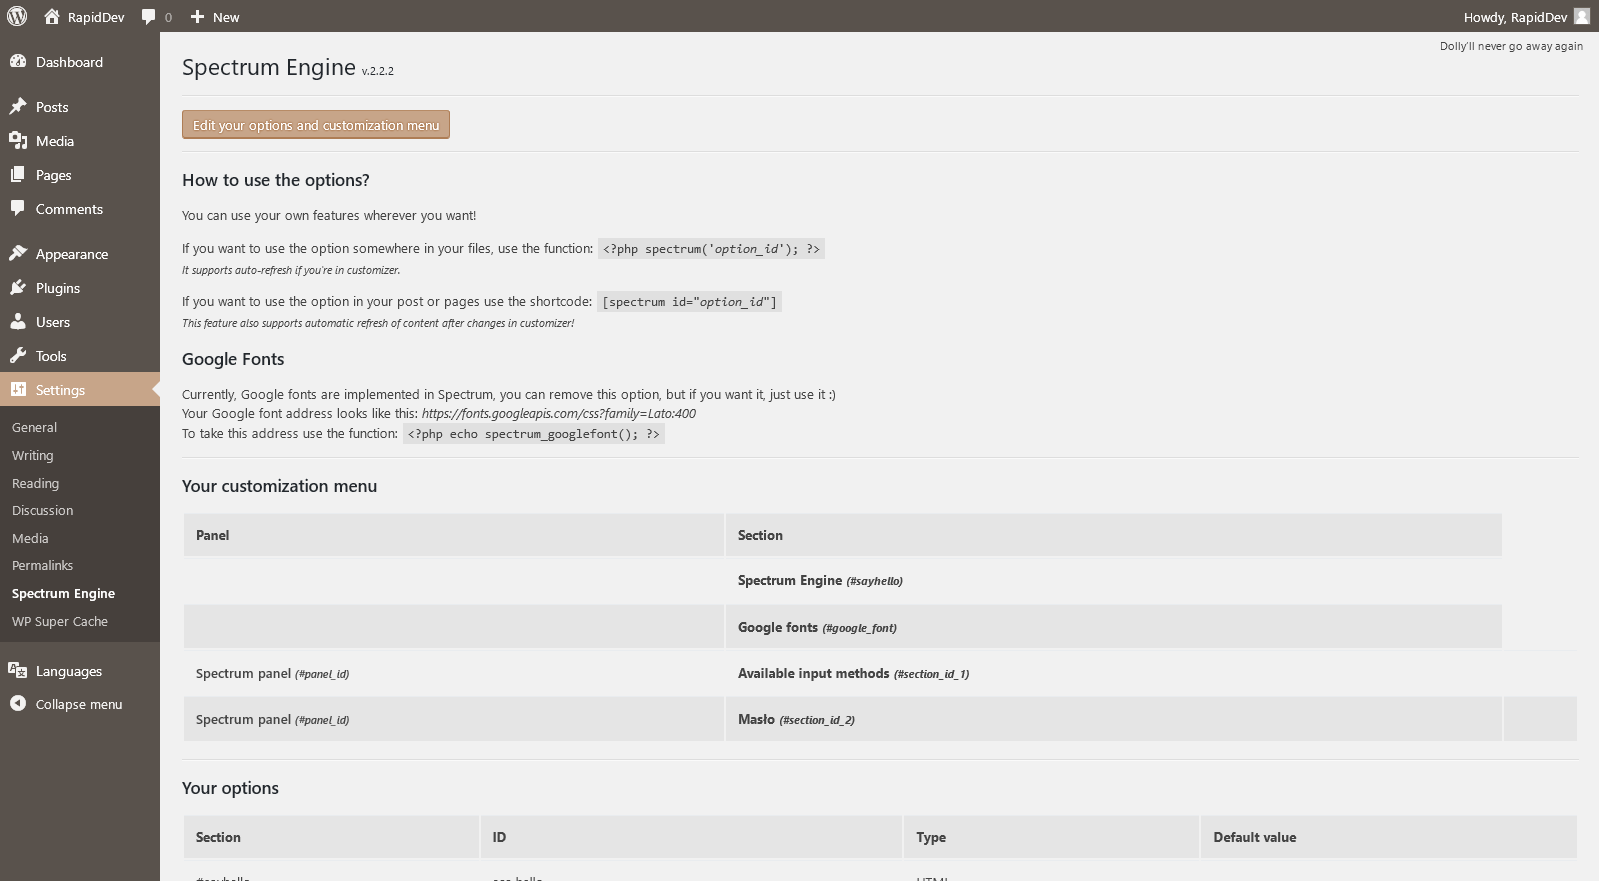 RapidDev 0 New Howdy, RapidDev
Dolly'll never go away again
Dashboard
Posts
Media
Pages
Comments
Appearance
Plugins
Users
Tools
Settings
General
Writing
Reading
Discussion
Media
Permalinks
Spectrum Engine
WP Super Cache
Languages
Collapse menu
Spectrum Engine v.2.2.2
Edit your options and customization menu
How to use the options?
You can use your own features wherever you want!
If you want to use the option somewhere in your files, use the function: <?php spectrum('option_id'); ?>
It supports auto-refresh if you're in customizer.
If you want to use the option in your post or pages use the shortcode: [spectrum id="option_id"]
This feature also supports automatic refresh of content after changes in customizer!
Google Fonts
Currently, Google fonts are implemented in Spectrum, you can remove this option, but if you want it, just use it :)
Your Google font address looks like this: https://fonts.googleapis.com/css?family=Lato:400
To take this address use the function: <?php echo spectrum_googlefont(); ?>
Your customization menu
Panel Section
Spectrum Engine (#sayhello)
Google fonts (#google_font)
Spectrum panel (#panel_id) Available input methods (#section_id_1)
Spectrum panel (#panel_id) Masło (#section_id_2)
Your options
Section ID Type Default value